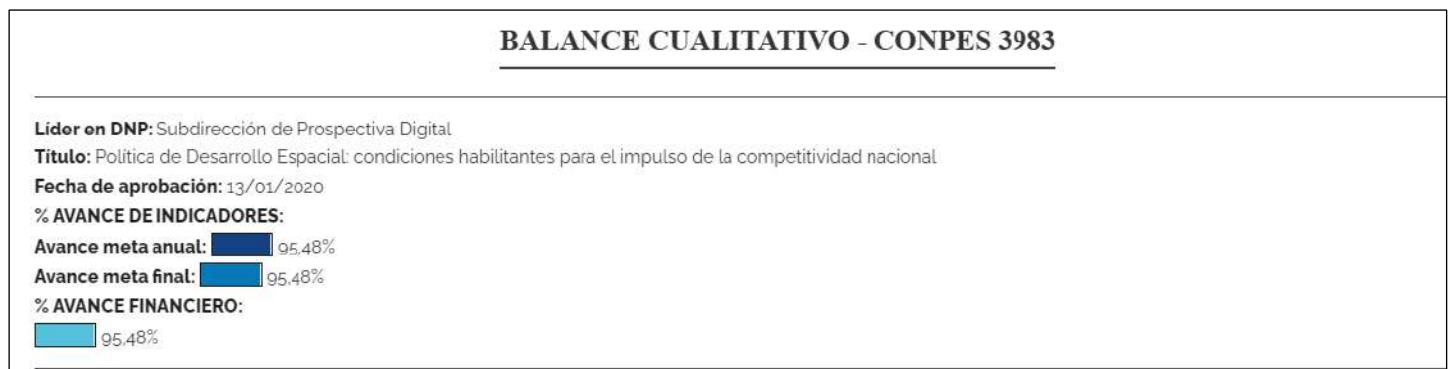 BALANCE CUALITATIVO - CONPES 3983
Líder en DNP: Subdirección de Prospectiva Digital
Título: Política de Desarrollo Espacial: condiciones habilitantes para el impulso de la competitividad nacional
Fecha de aprobación: 13/01/2020
% AVANCE DE INDICADORES:
Avance meta anual: 95,48%
Avance meta final: 95,48%
% AVANCE FINANCIERO:
95,48%